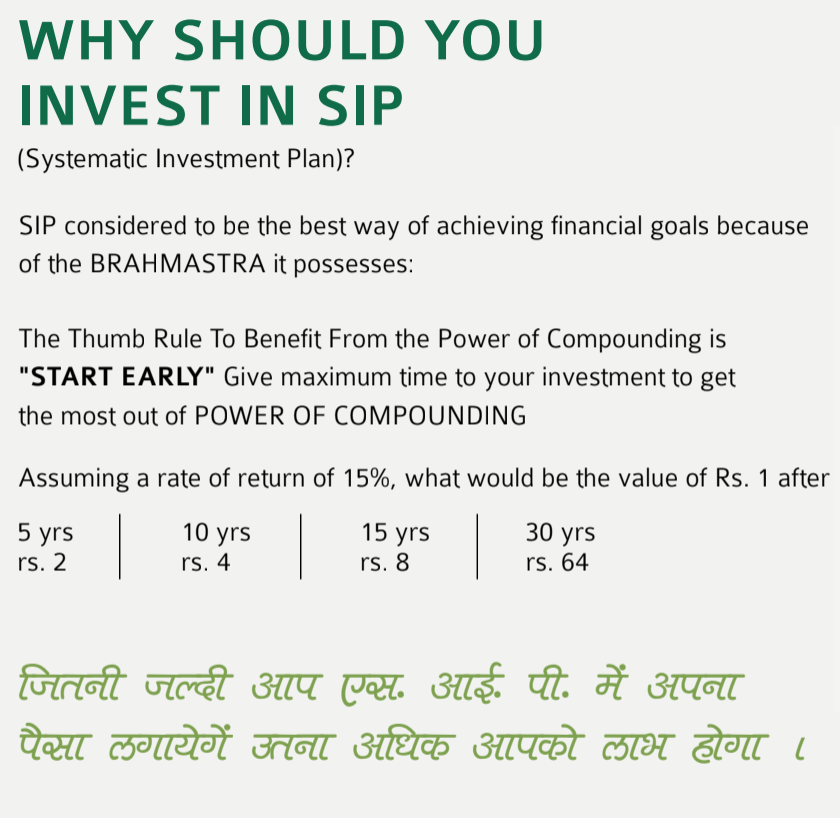 WHY SHOULD YOU
INVEST IN SIP
(Systematic Investment Plan)?
SIP considered to be the best way of achieving financial goals because
of the BRAHMASTRA it possesses:
The Thumb Rule To Benefit From the Power of Compounding is
"START EARLY" Give maximum time to your investment to get
the most out of POWER OF COMPOUNDING
Assuming a rate of return of 15%, what would be the value of Rs. 1 after
5 yrs | 10 yrs | 15 yrs | 30 yrs
rs. 2 | rs. 4 | rs. 8 | rs. 64
जितनी जल्दी आप एस. आई. पी. में अपना
पैसा लगायेगें उतना अधिक आपको लाभ होगा ।